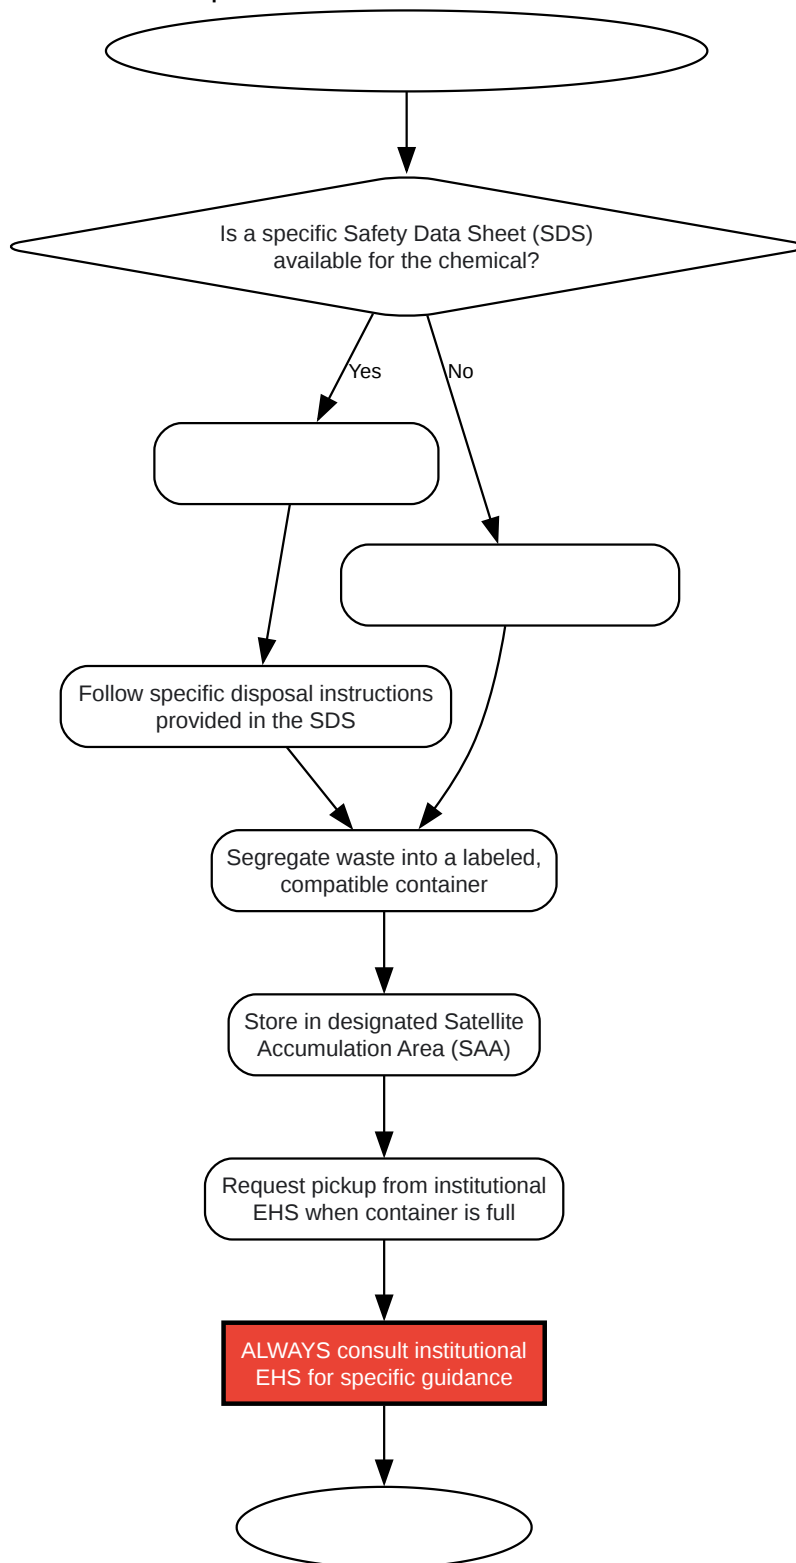 Is a specific Safety Data Sheet (SDS)
available for the chemical?
Yes
No
Follow specific disposal instructions
provided in the SDS
Segregate waste into a labeled,
compatible container
Store in designated Satellite
Accumulation Area (SAA)
Request pickup from institutional
EHS when container is full
ALWAYS consult institutional
EHS for specific guidance